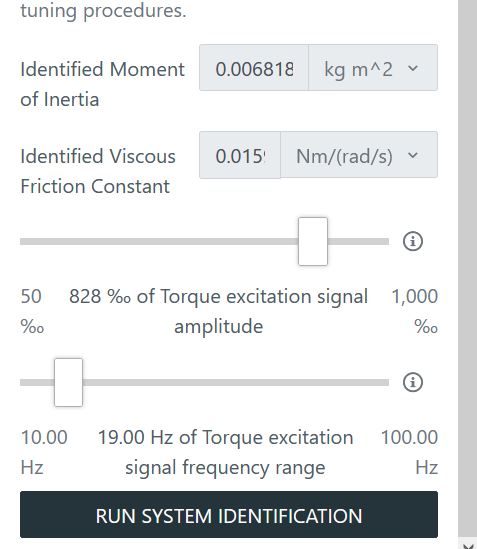 tuning procedures.
Identified Moment
of Inertia
0.006818
kg m^2
Identified Viscous
Friction Constant
Nm/(rad/s)
50
‰
828 ‰ of Torque excitation signal
amplitude
1,000
‰
10.00
Hz
19.00 Hz of Torque excitation
signal frequency range
100.00
Hz
RUN SYSTEM IDENTIFICATION